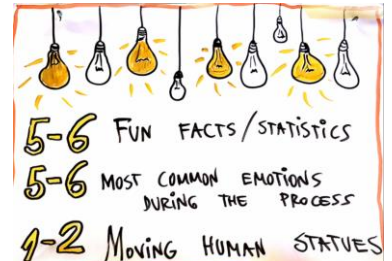 5-6 FUN FACTS/STATISTICS
5-6 MOST COMMON EMOTIONS
DURING THE PROCESS
1-2 MOVING HUMAN STATUES